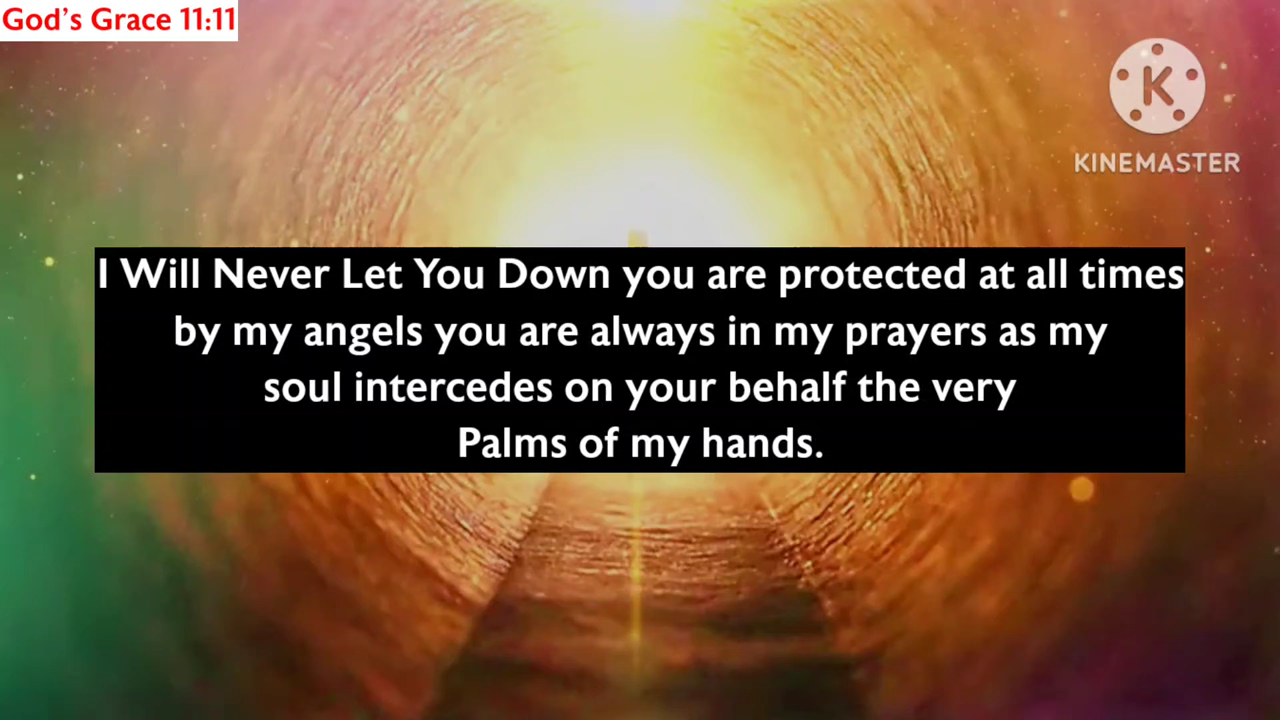 God's Grace 11:11
K
KINEMASTER
I Will Never Let You Down you are protected at all times
by my angels you are always in my prayers as my
soul intercedes on your behalf the very
Palms of my hands.